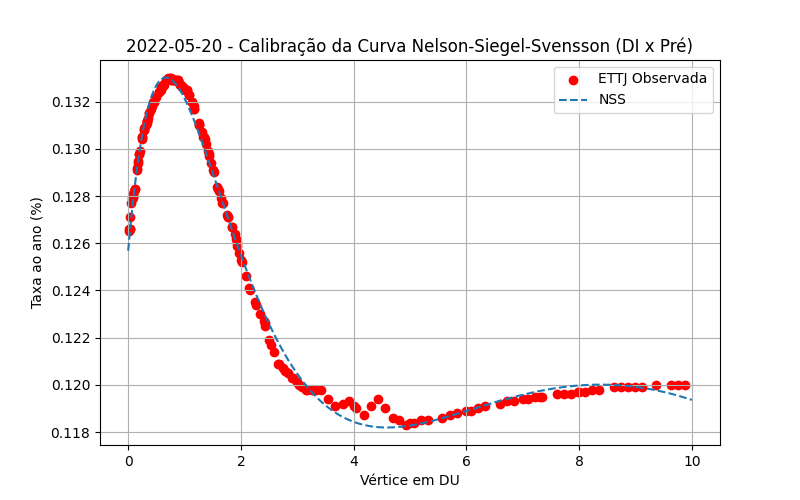 2022-05-20 - Calibração da Curva Nelson-Siegel-Svensson (DI x Pré)
ETTJ Observada
NSS
Taxa ao ano (%)
0.132
0.130
0.128
0.126
0.124
0.122
0.120
0.118
0 2 4 6 8 10
Vértice em DU